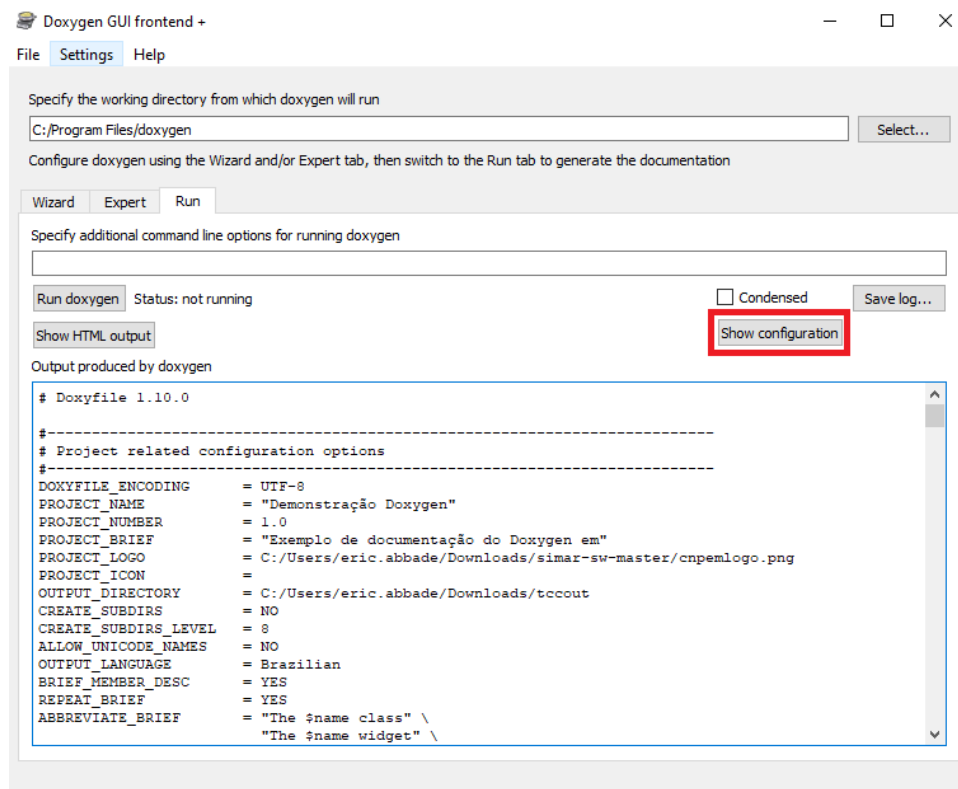 Doxygen GUI frontend +
File Settings Help
Specify the working directory from which doxygen will run
C:/Program Files/doxygen
Select...
Configure doxygen using the Wizard and/or Expert tab, then switch to the Run tab to generate the documentation
Wizard Expert Run
Specify additional command line options for running doxygen
Run doxygen Status: not running Condensed Save log...
Show HTML output Show configuration
Output produced by doxygen
# Doxyfile 1.10.0
#---------------------------------------------------------------------------
# Project related configuration options
#---------------------------------------------------------------------------
DOXYFILE_ENCODING = UTF-8
PROJECT_NAME = "Demonstração Doxygen"
PROJECT_NUMBER = 1.0
PROJECT_BRIEF = "Exemplo de documentação do Doxygen em"
PROJECT_LOGO = C:/Users/eric.abbade/Downloads/simar-sw-master/cnpemlogo.png
PROJECT_ICON =
OUTPUT_DIRECTORY = C:/Users/eric.abbade/Downloads/tccout
CREATE_SUBDIRS = NO
CREATE_SUBDIRS_LEVEL = 8
ALLOW_UNICODE_NAMES = NO
OUTPUT_LANGUAGE = Brazilian
BRIEF_MEMBER_DESC = YES
REPEAT_BRIEF = YES
ABBREVIATE_BRIEF = "The $name class" \
"The $name widget" \